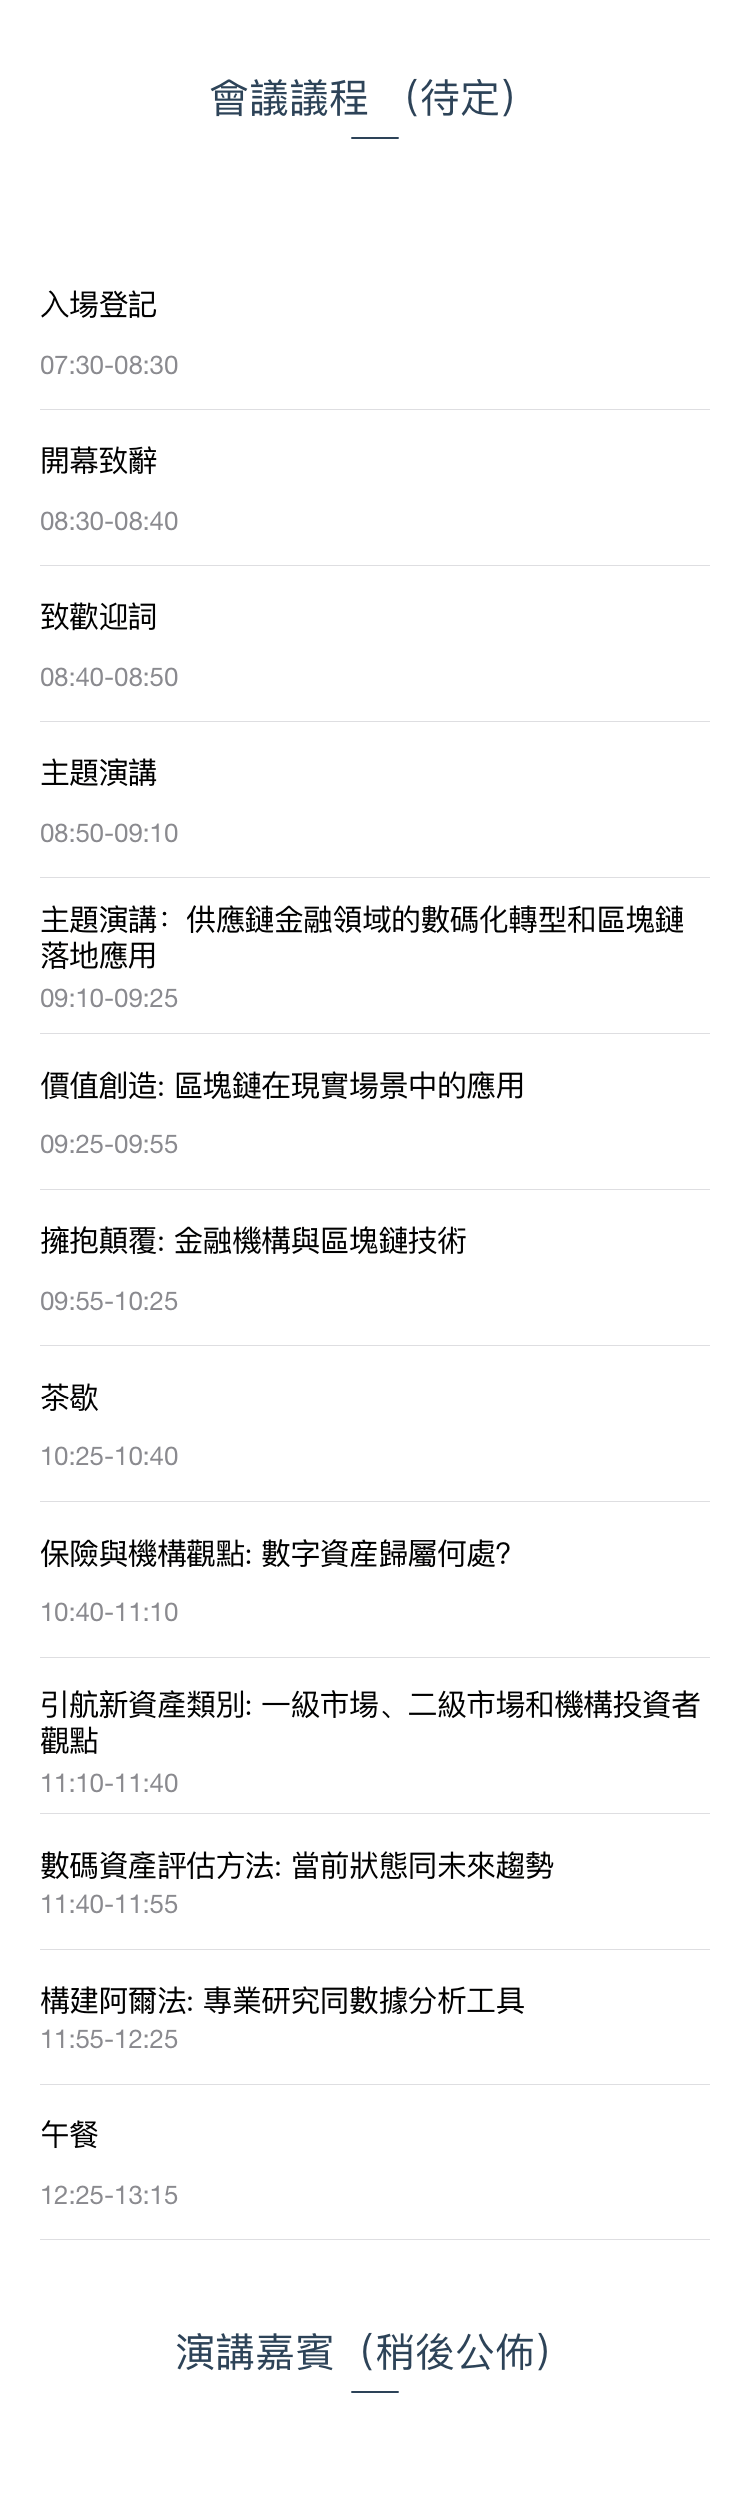 會議議程 （待定）
入場登記
07:30-08:30
開幕致辭
08:30-08:40
致歡迎詞
08:40-08:50
主題演講
08:50-09:10
主題演講：供應鏈金融領域的數碼化轉型和區塊鏈
落地應用
09:10-09:25
價值創造: 區塊鏈在現實場景中的應用
09:25-09:55
擁抱顛覆: 金融機構與區塊鏈技術
09:55-10:25
茶歇
10:25-10:40
保險與機構觀點: 數字資産歸屬何處?
10:40-11:10
引航新資產類別: 一級市場、二級市場和機構投資者
觀點
11:10-11:40
數碼資產評估方法: 當前狀態同未來趨勢
11:40-11:55
構建阿爾法: 專業研究同數據分析工具
11:55-12:25
午餐
12:25-13:15
演講嘉賓（稍後公佈）